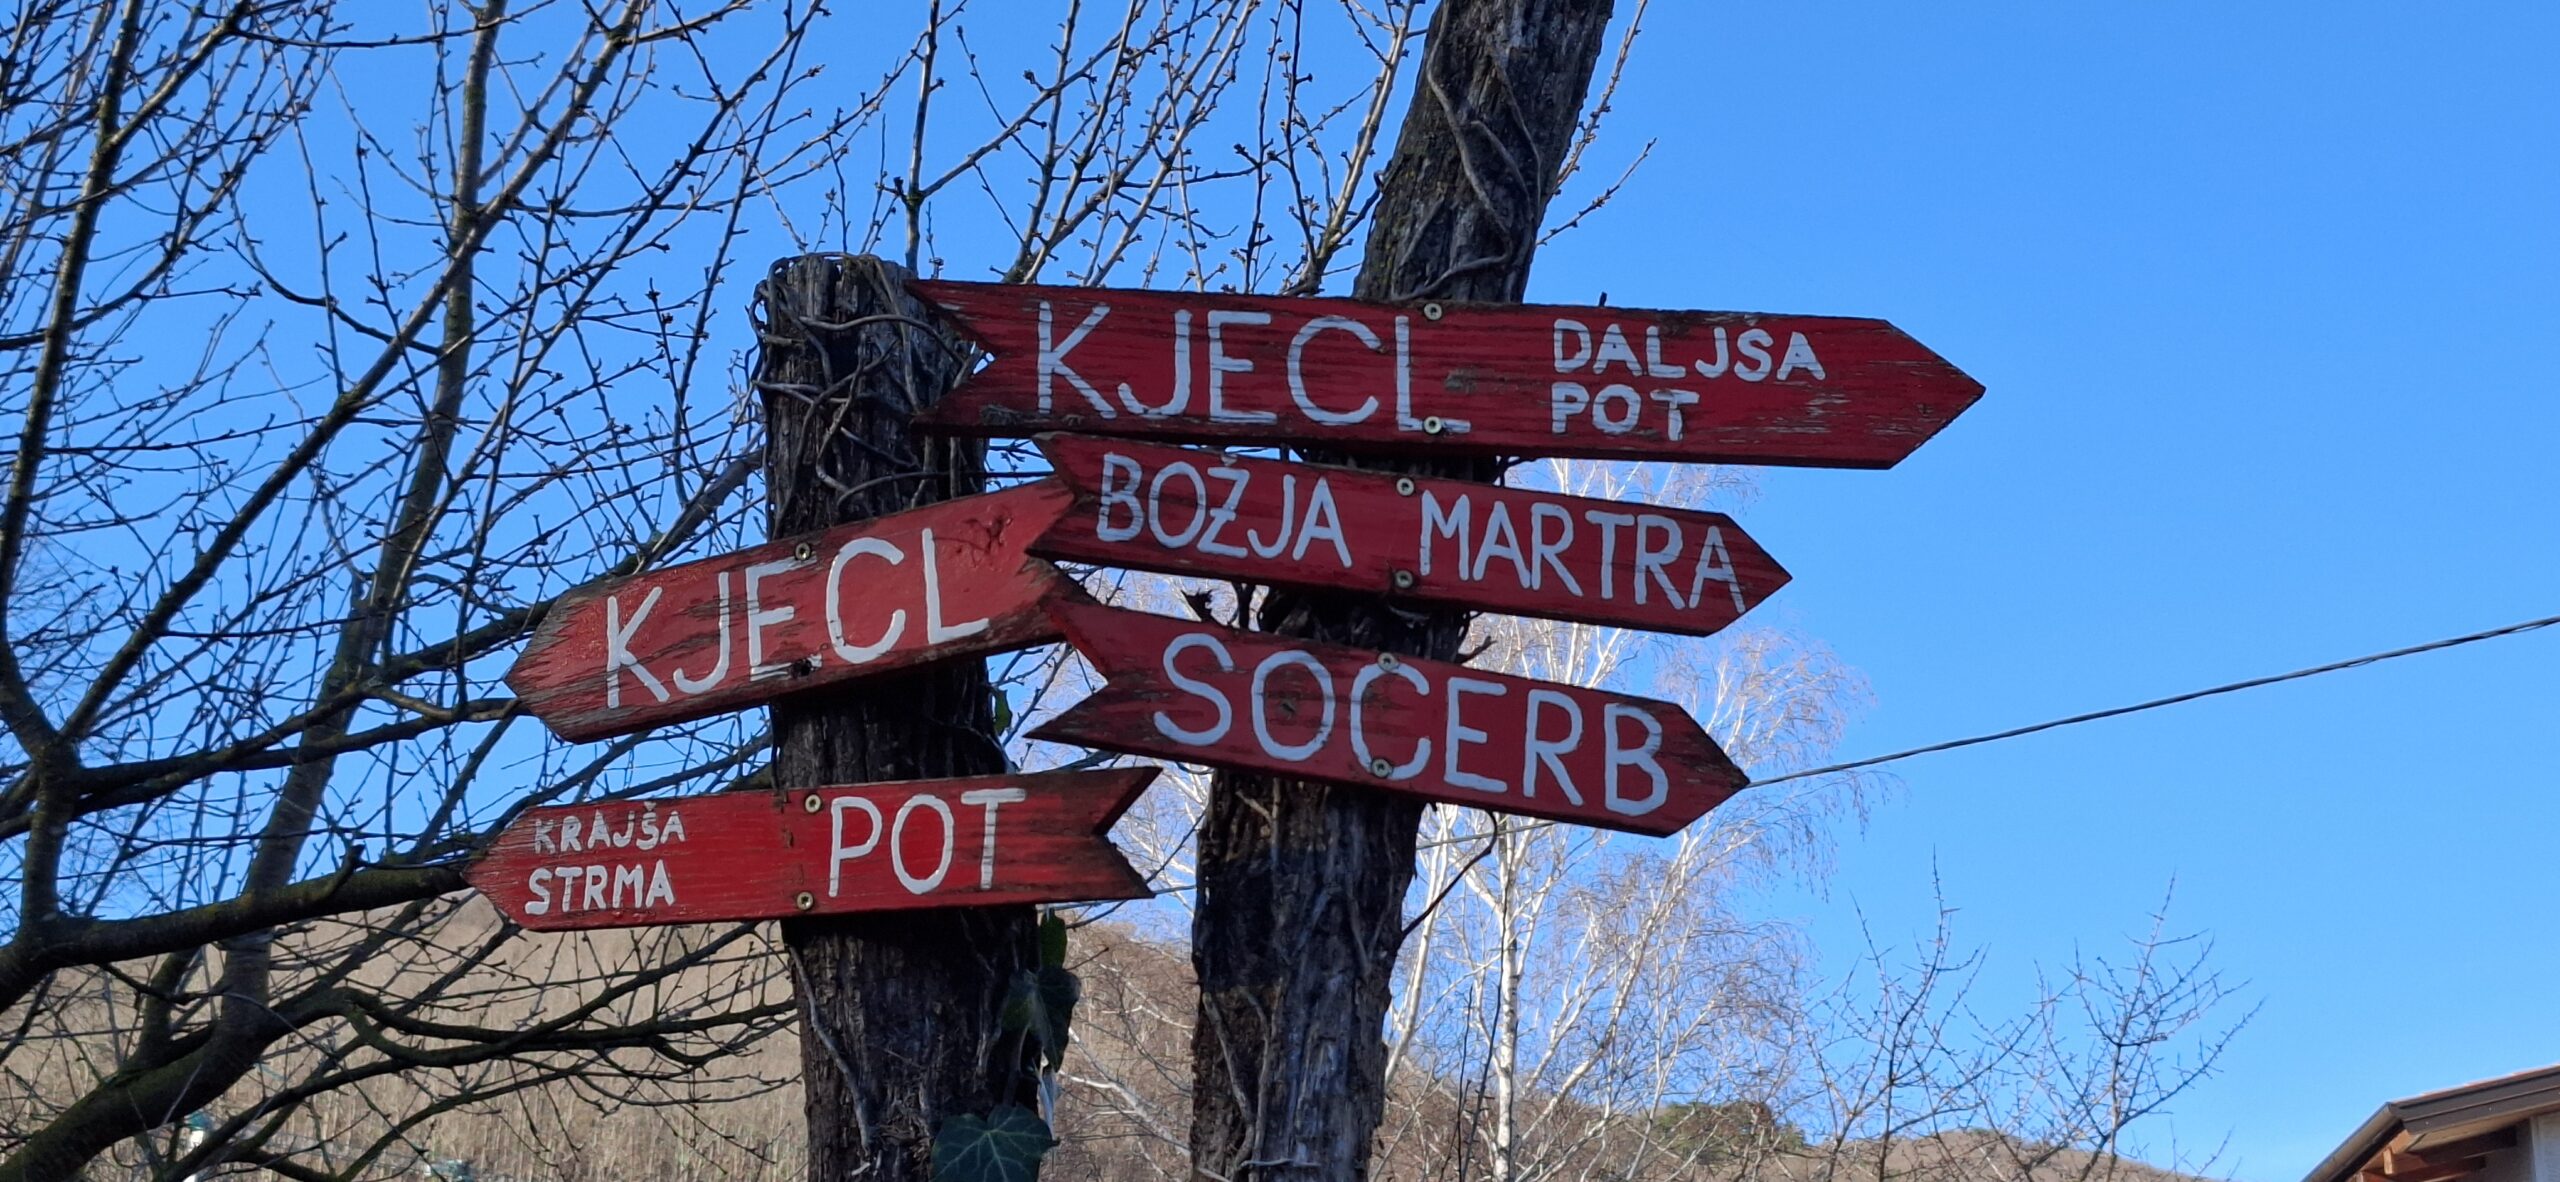 KJECL DALJŠA
POT
BOŽJA MARTRA
KJECL
SOCERB
KRAJŠA
STRMA POT